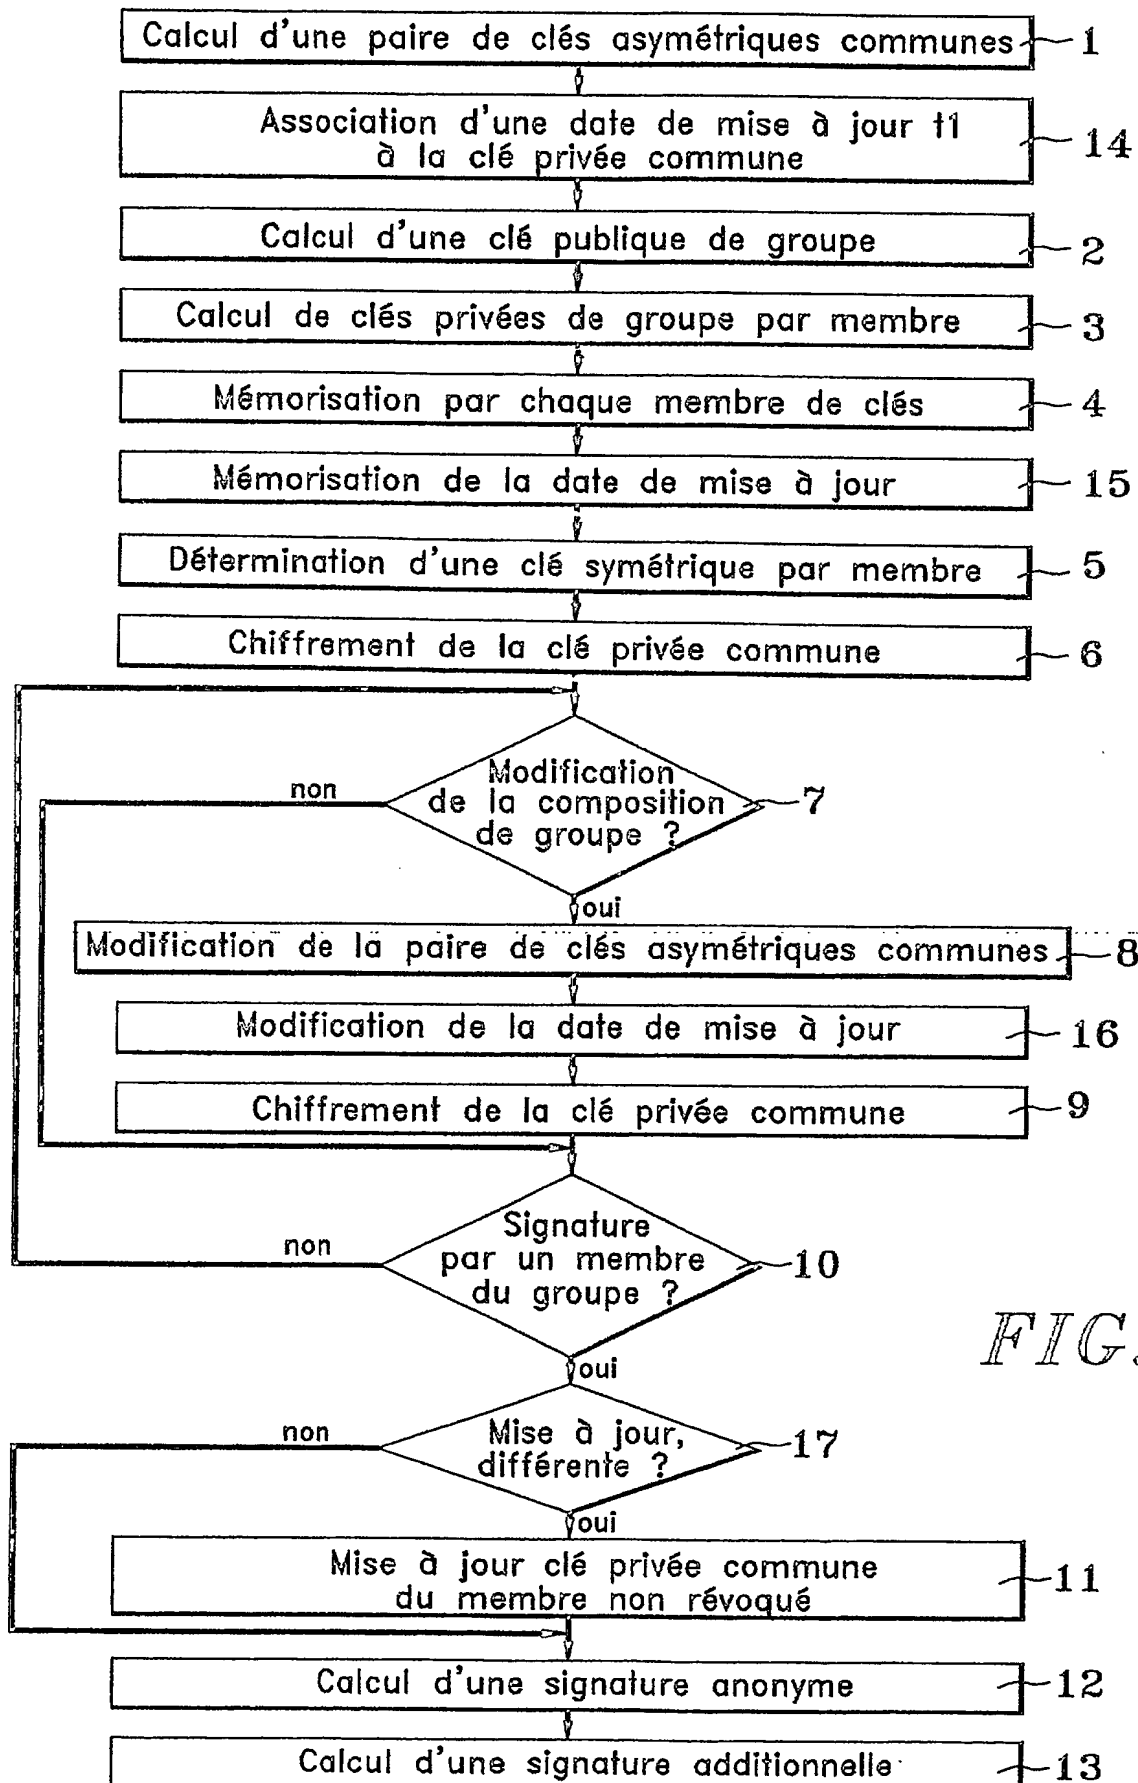 Calcul d'une paire de clés asymétriques communes 1
Association d'une date de mise à jour t1
à la clé privée commune 14
Calcul d'une clé publique de groupe 2
Calcul de clés privées de groupe par membre 3
Mémorisation par chaque membre de clés 4
Mémorisation de la date de mise à jour 15
Détermination d'une clé symétrique par membre 5
Chiffrement de la clé privée commune 6
Modification
de la composition
de groupe ? 7
non
oui
Modification de la paire de clés asymétriques communes 8
Modification de la date de mise à jour 16
Chiffrement de la clé privée commune 9
Signature
par un membre
du groupe ? 10
non
FIG.
oui
Mise à jour,
différente ? 17
non
oui
Mise à jour clé privée commune
du membre non révoqué 11
Calcul d'une signature anonyme 12
Calcul d'une signature additionnelle 13